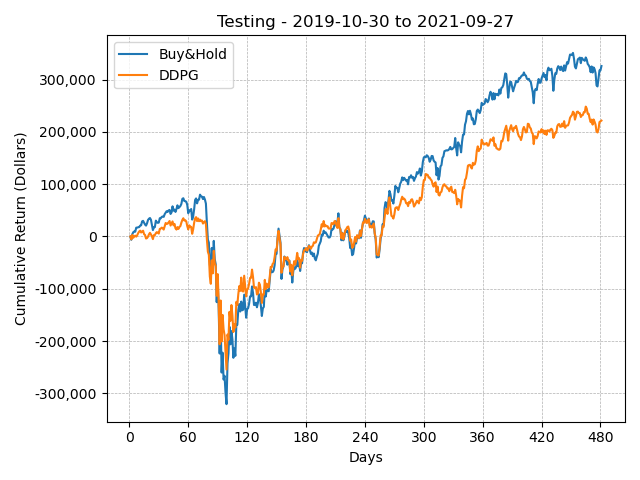 Testing - 2019-10-30 to 2021-09-27
Buy&Hold
DDPG
Cumulative Return (Dollars)
300,000
200,000
100,000
0
-100,000
-200,000
-300,000
0 60 120 180 240 300 360 420 480
Days